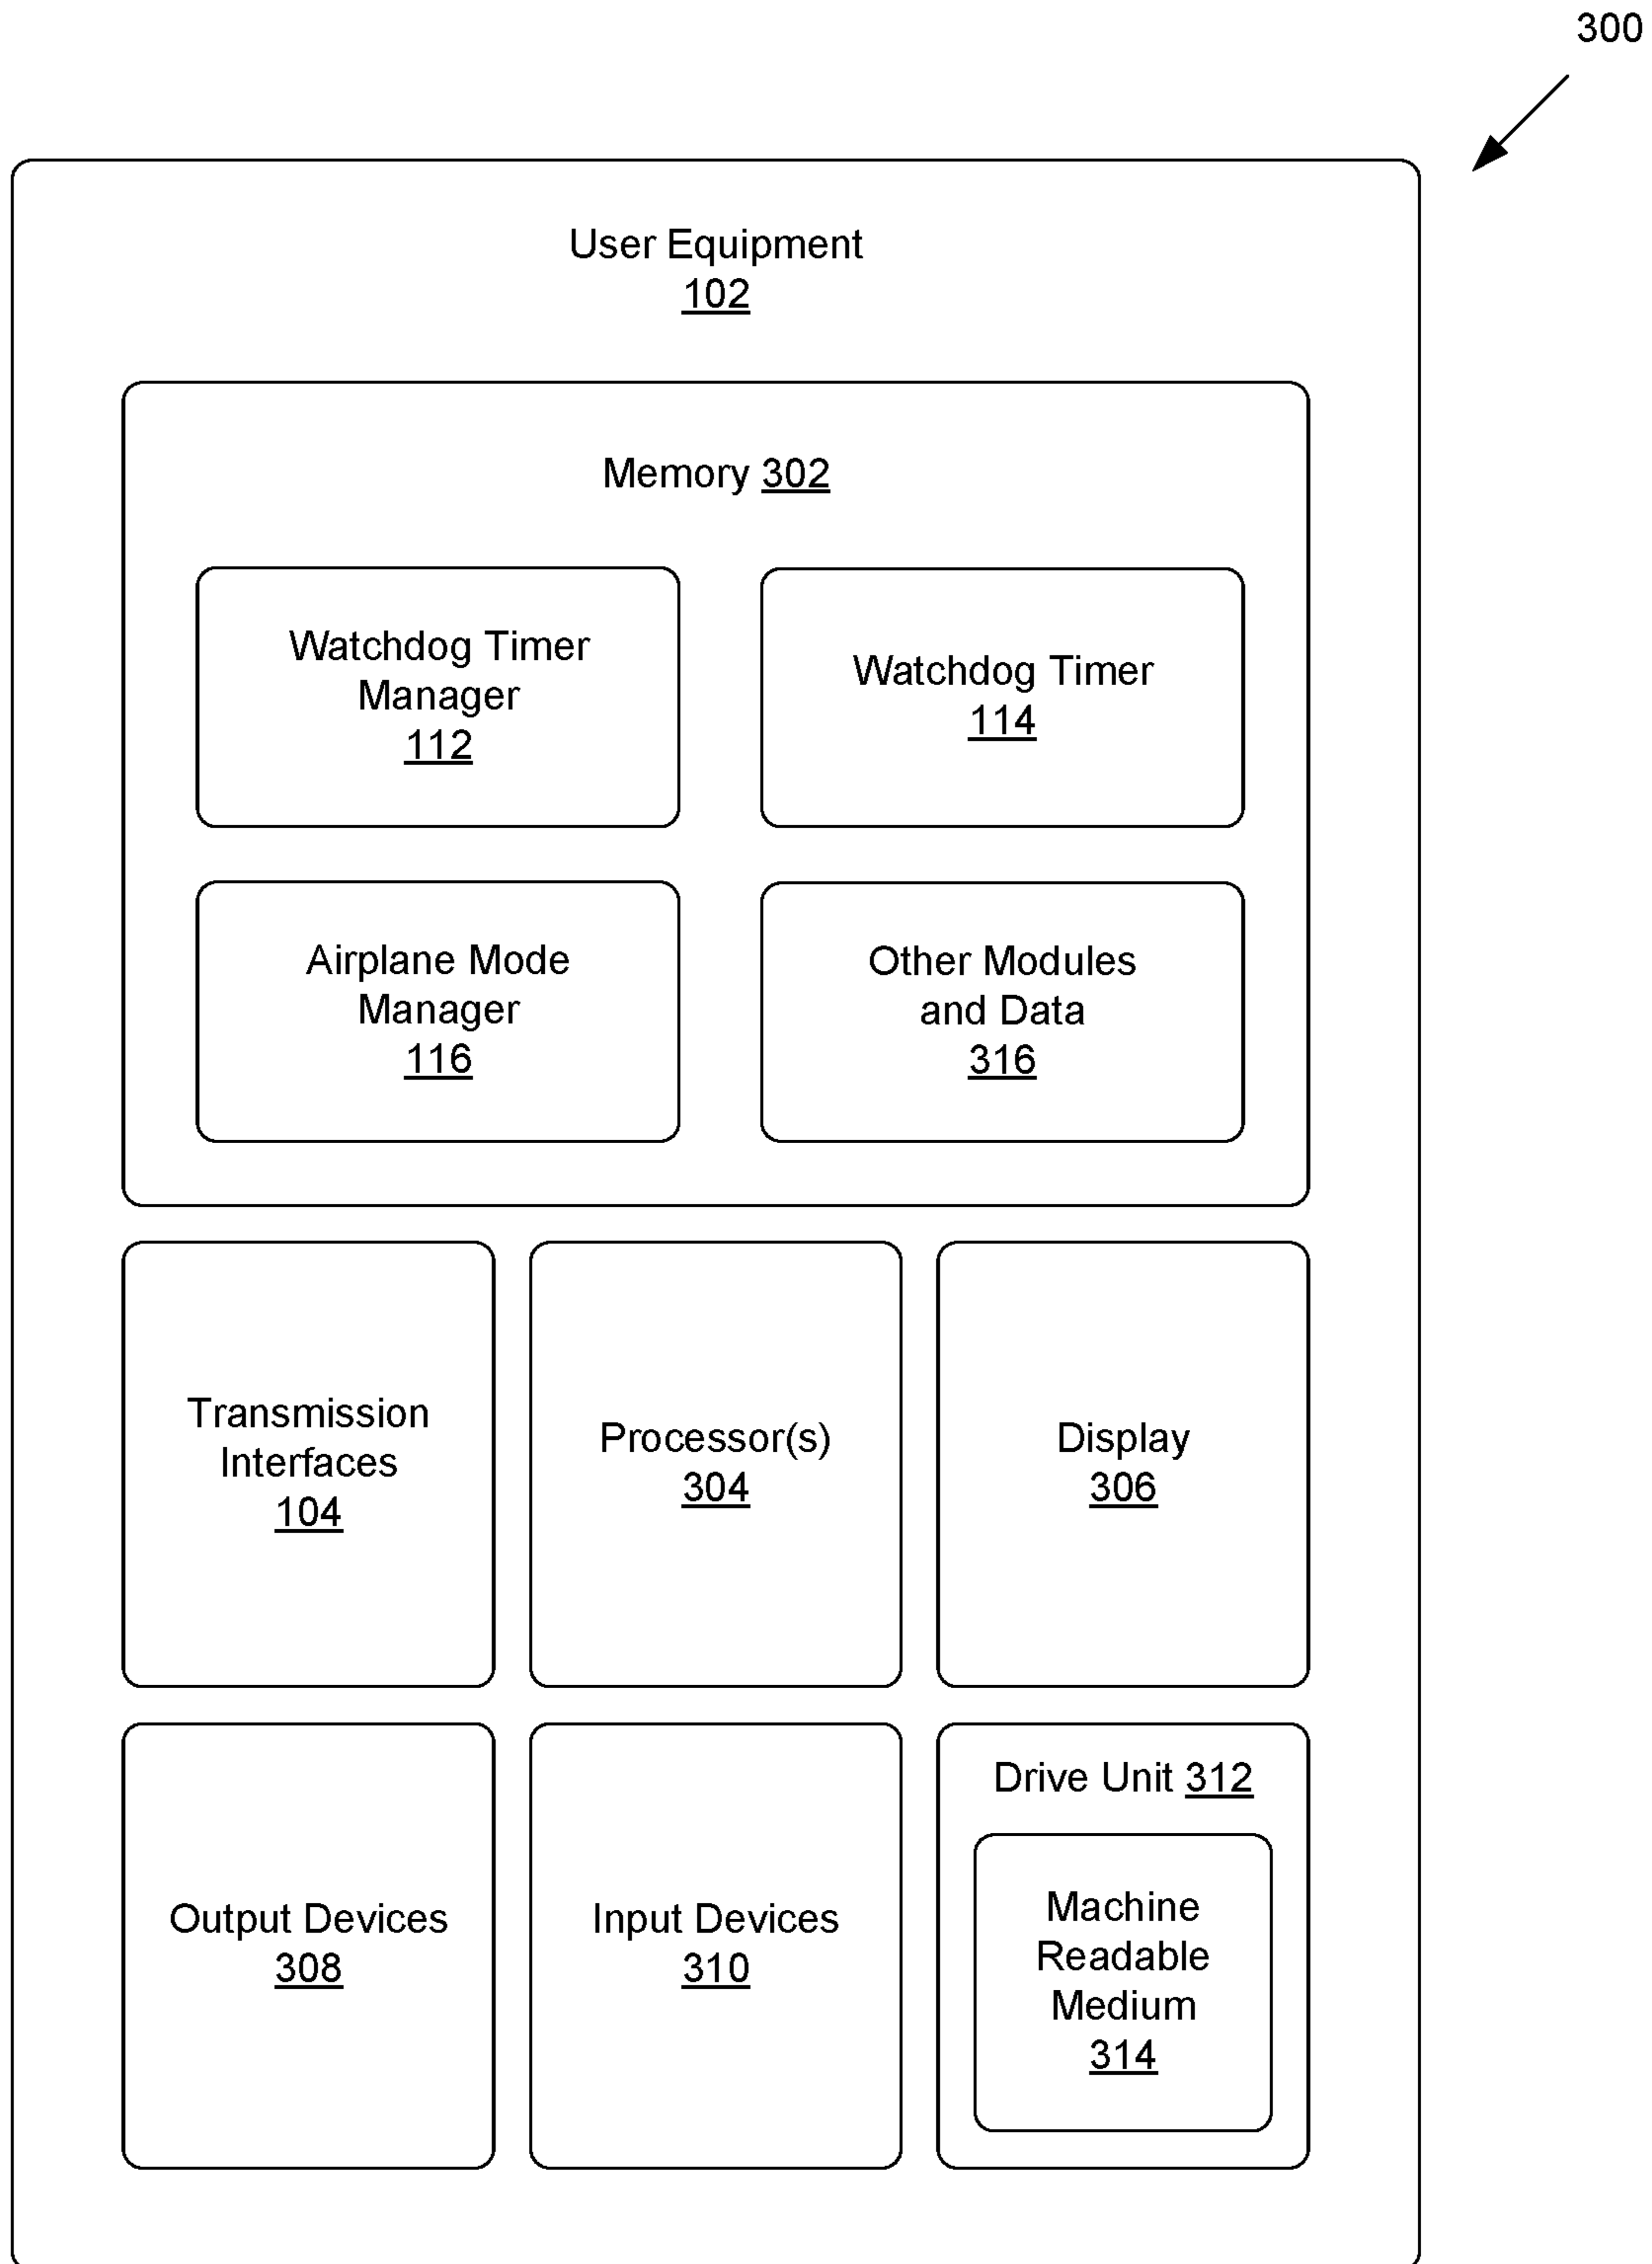 300
User Equipment
102
Memory 302
Watchdog Timer
Manager
112
Watchdog Timer
114
Airplane Mode
Manager
116
Other Modules
and Data
316
Transmission
Interfaces
104
Processor(s)
304
Display
306
Output Devices
308
Input Devices
310
Drive Unit 312
Machine
Readable
Medium
314